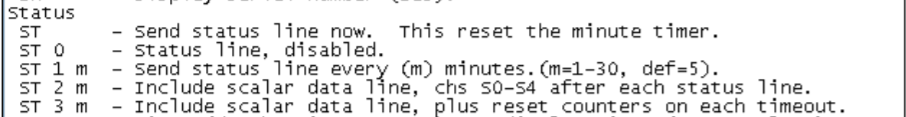 Status
ST - Send status line now. This reset the minute timer.
ST 0 - Status line, disabled.
ST 1 m - Send status line every (m) minutes.(m=1-30, def=5).
ST 2 m - Include scalar data line, chs S0-S4 after each status line.
ST 3 m - Include scalar data line, plus reset counters on each timeout.